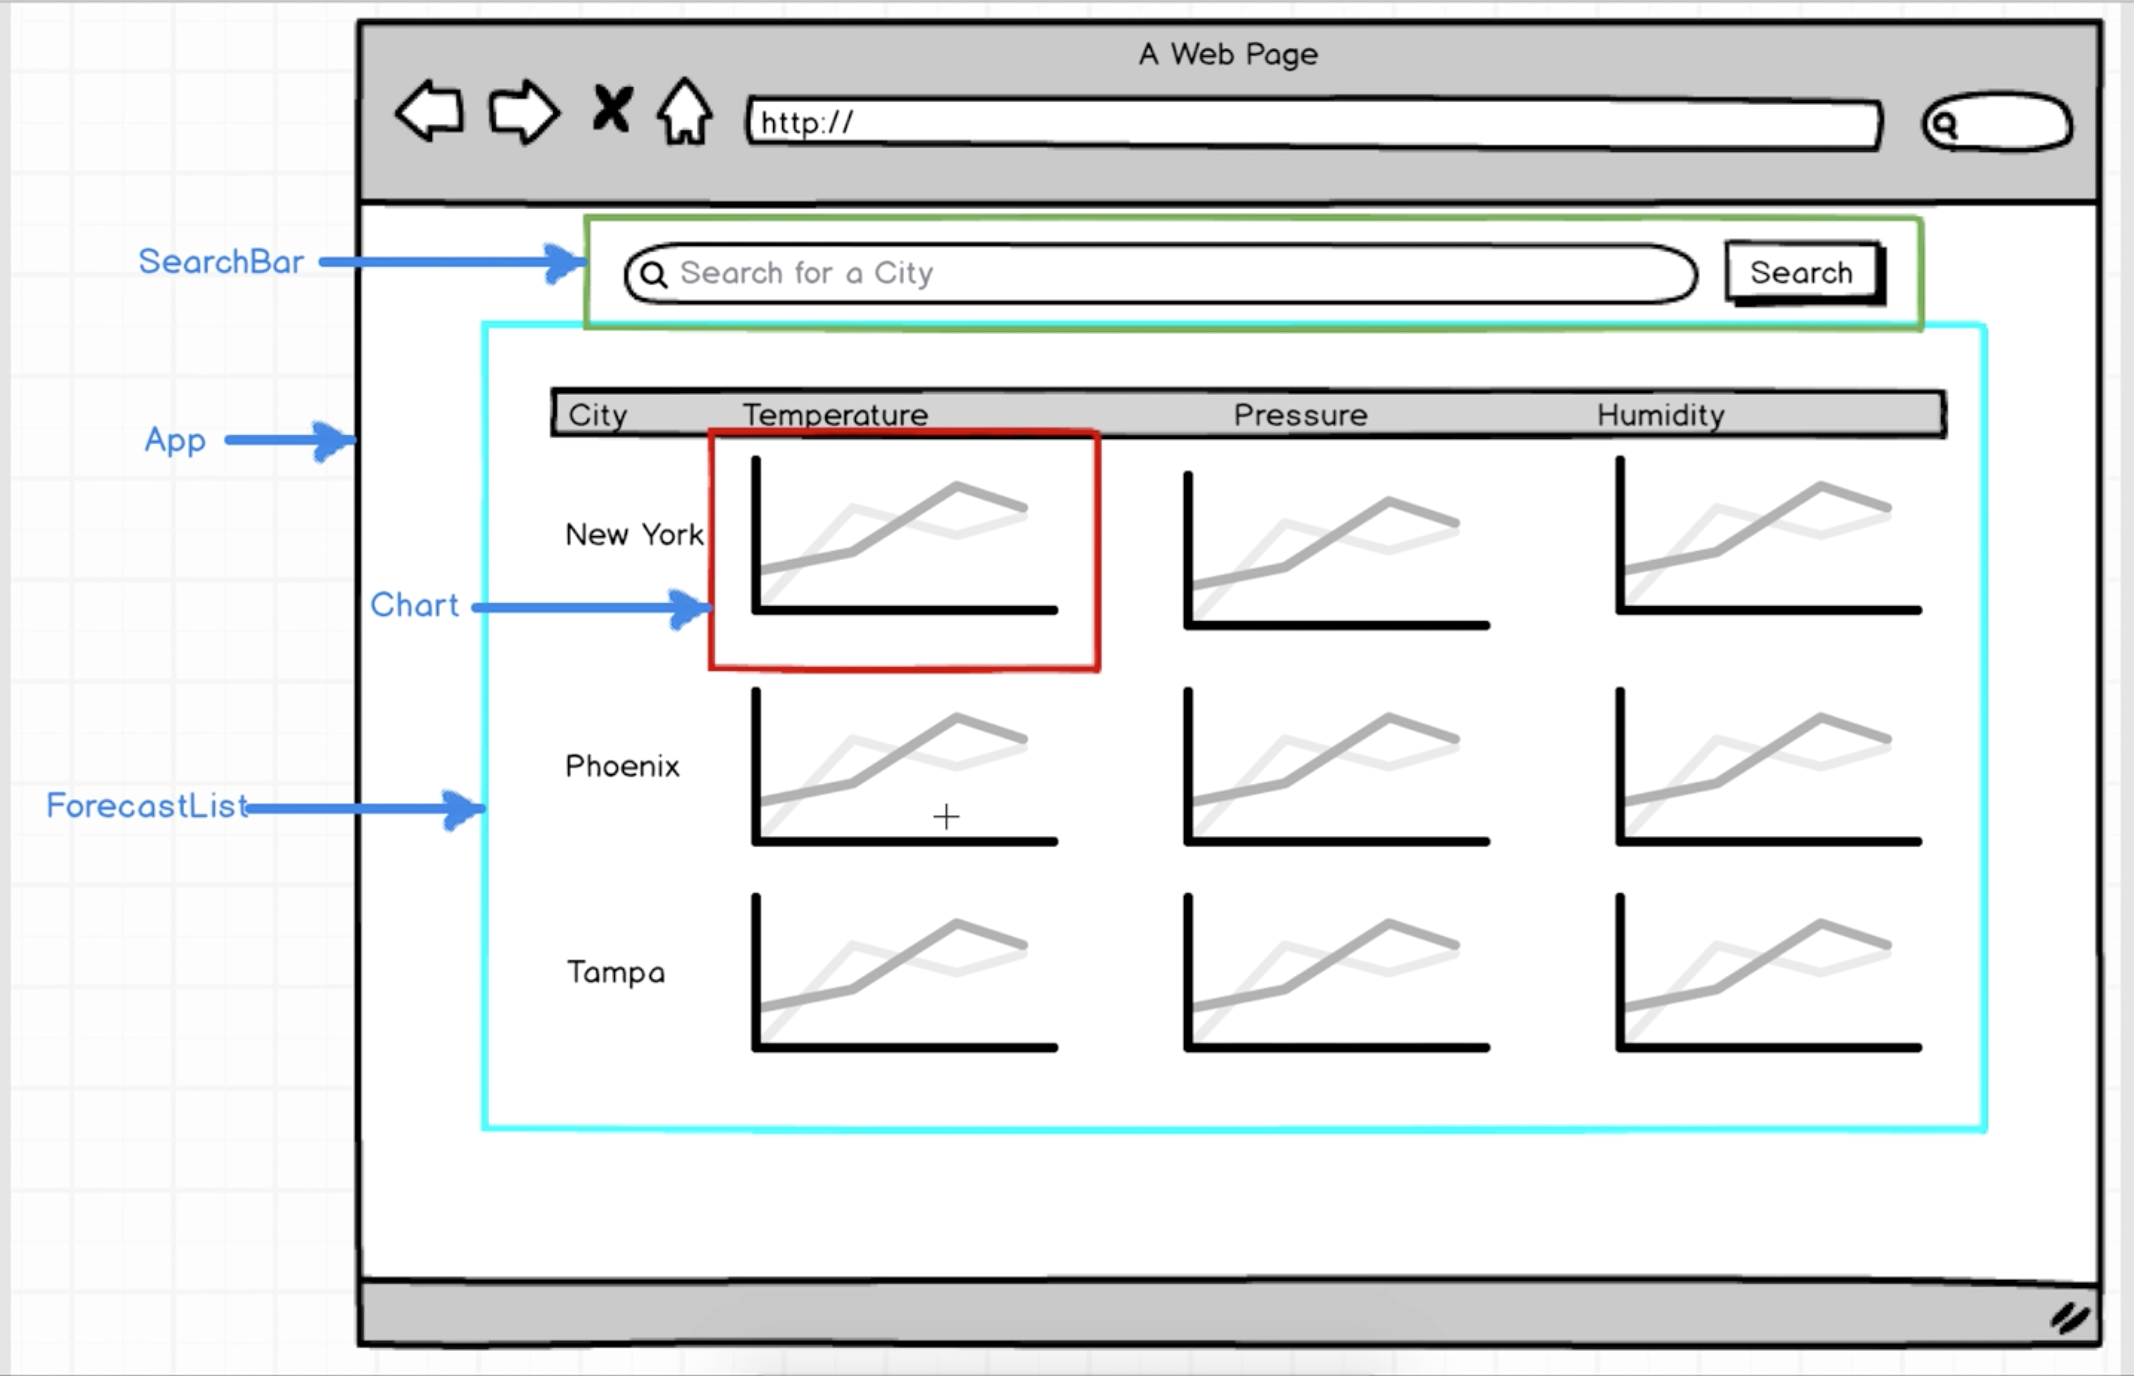 A Web Page
http://
SearchBar
Search for a City
Search
City Temperature Pressure Humidity
App
New York
Chart
Phoenix
ForecastList
Tampa